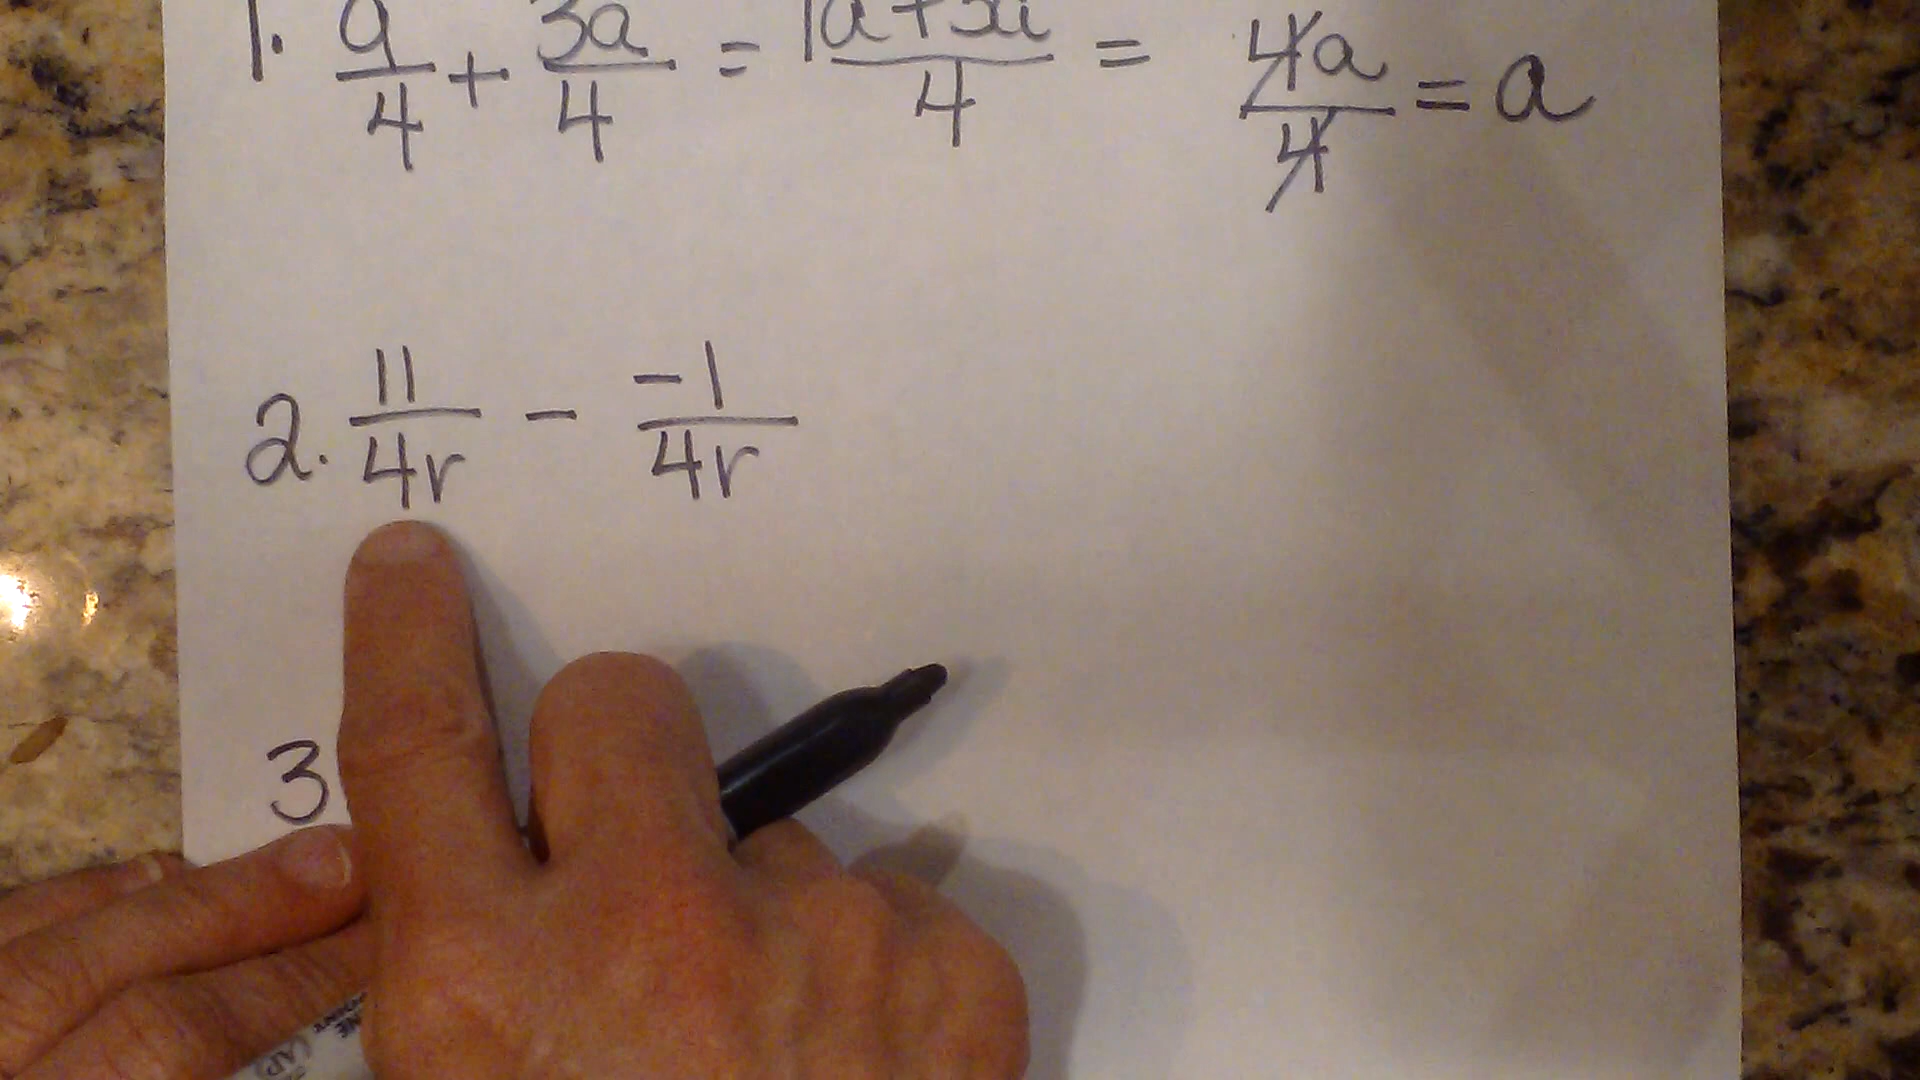 1. a/4 + 3a/4 = 1a+3a/4 = 4a/4 = a
2. 11/4r - -1/4r
3